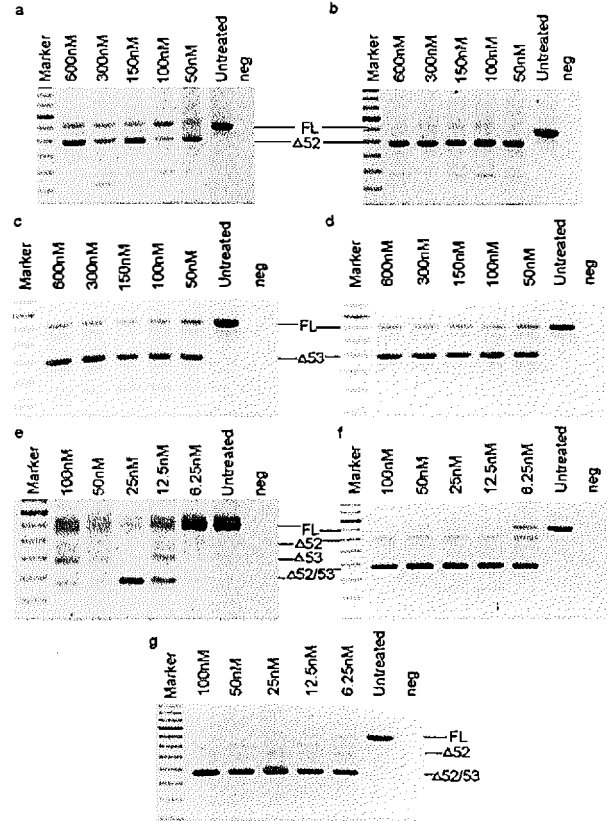 a
Marker 600nM 300nM 150nM 100nM 50nM Untreated neg
b
Marker 600nM 300nM 150nM 100nM 50nM Untreated neg
FL
Δ52
c
Marker 600nM 300nM 150nM 100nM 50nM Untreated neg
d
Marker 600nM 300nM 150nM 100nM 50nM Untreated neg
FL
Δ53
e
Marker 100nM 50nM 25nM 12.5nM 6.25nM Untreated neg
f
Marker 100nM 50nM 25nM 12.5nM 6.25nM Untreated neg
FL
Δ52
Δ53
Δ52/53
g
Marker 100nM 50nM 25nM 12.5nM 6.25nM Untreated neg
FL
Δ52
Δ52/53